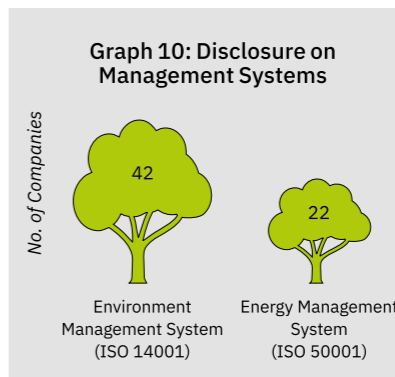 Graph 10: Disclosure on
Management Systems
No. of Companies
42
22
Environment
Management System
(ISO 14001)
Energy Management
System
(ISO 50001)